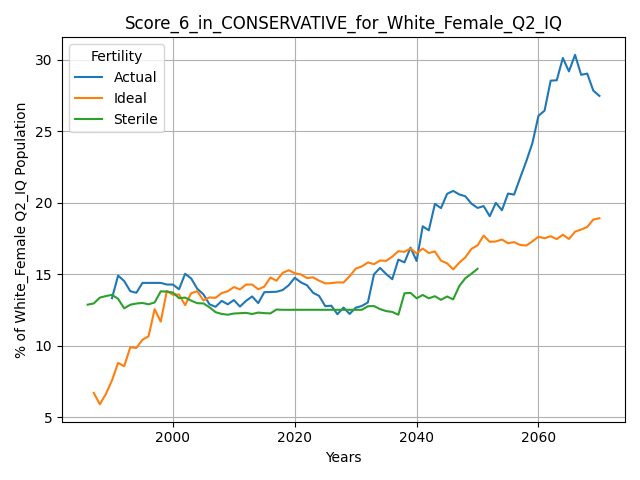 Score_6_in_CONSERVATIVE_for_White_Female_Q2_IQ
Fertility
Actual
Ideal
Sterile
% of White_Female Q2_IQ Population
30
25
20
15
10
5
2000
2020
2040
2060
Years